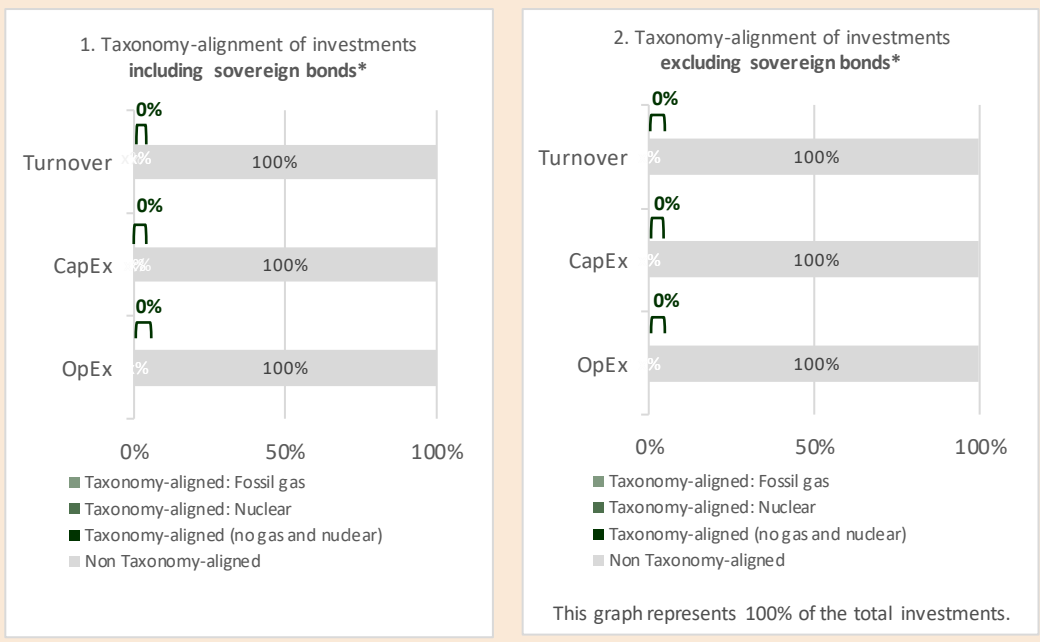 1. Taxonomy-alignment of investments
including sovereign bonds*
0%
Turnover
100%
0%
CapEx
100%
0%
OpEx
100%
0% 50% 100%
Taxonomy-aligned: Fossil gas
Taxonomy-aligned: Nuclear
Taxonomy-aligned (no gas and nuclear)
Non Taxonomy-aligned
2. Taxonomy-alignment of investments
excluding sovereign bonds*
0%
Turnover
%
100%
0%
CapEx
%
100%
0%
OpEx
%
100%
0% 50% 100%
Taxonomy-aligned: Fossil gas
Taxonomy-aligned: Nuclear
Taxonomy-aligned (no gas and nuclear)
Non Taxonomy-aligned
This graph represents 100% of the total investments.